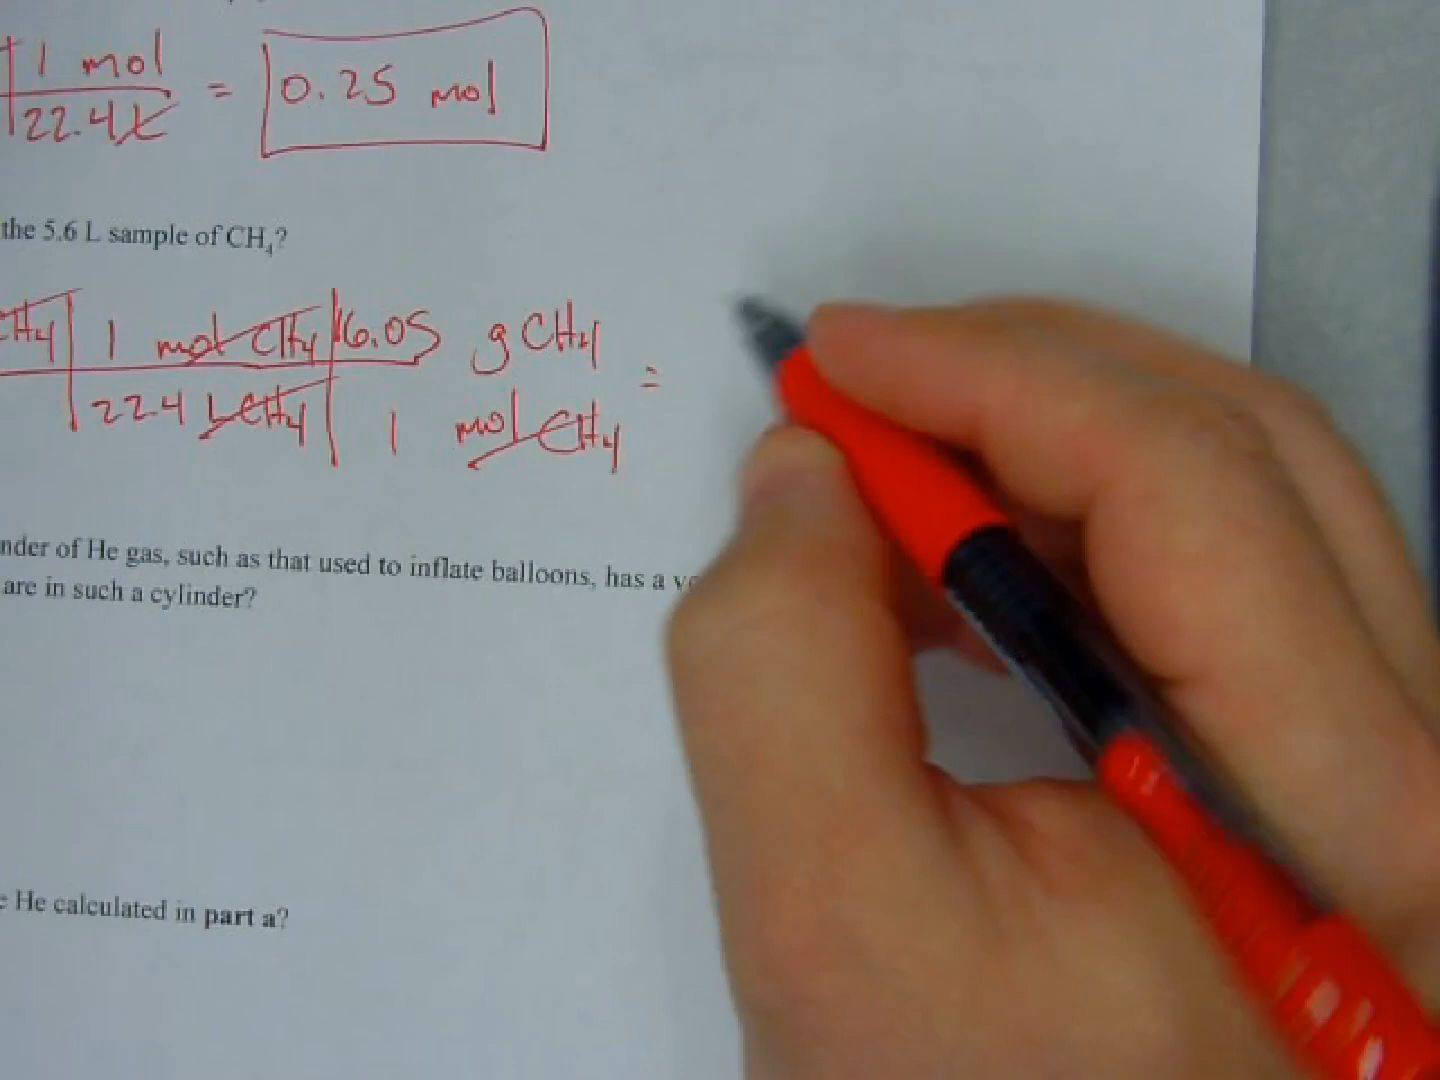 1 mol
22.4 L = 0.25 mol
the 5.6 L sample of CH₄?
CH4 | 1 mol CH4 | 16.05 g CH4 =
22.4 L CH4 | 1 mol CH4
nder of He gas, such as that used to inflate balloons, has a vo
are in such a cylinder?
e He calculated in part a?